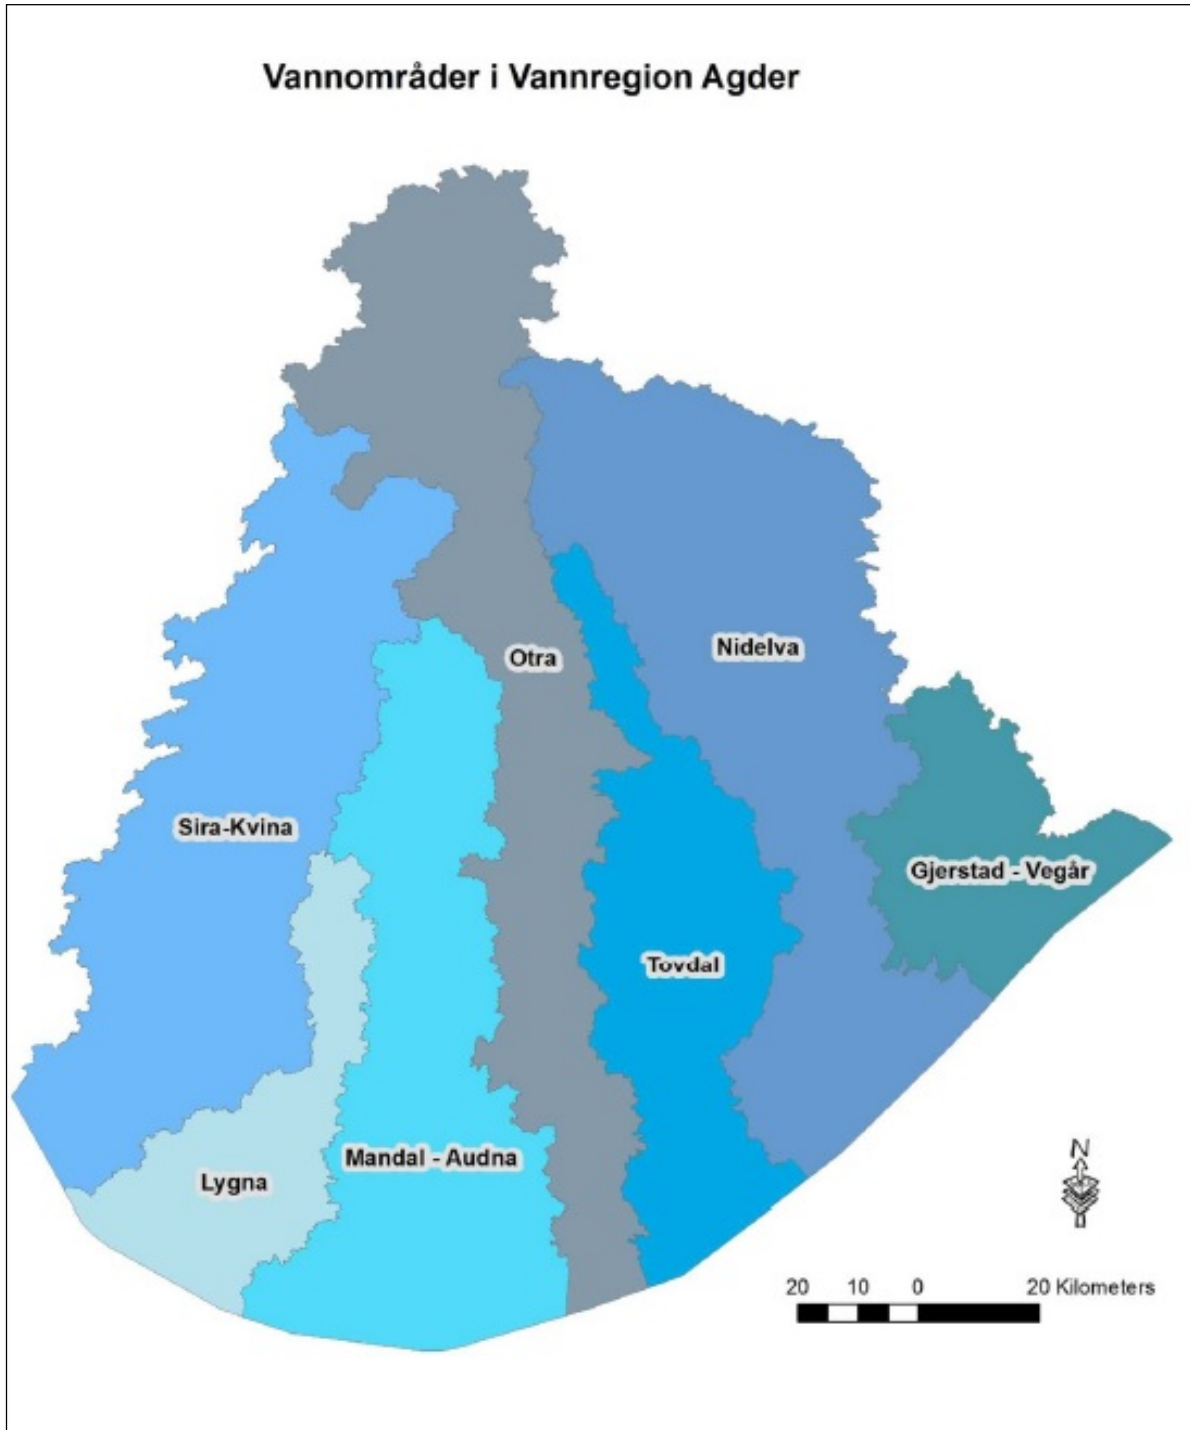 Vannområder i Vannregion Agder
Otra
Nidelva
Sira-Kvina
Gjerstad - Vegår
Tovdal
Mandal - Audna
Lygna
N
20 10 0 20 Kilometers